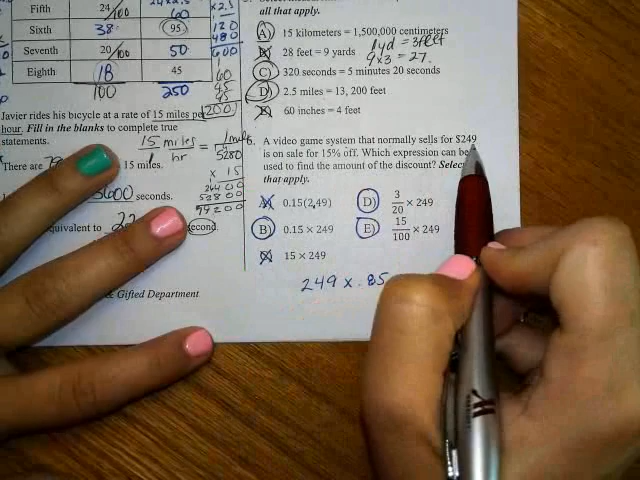 all that apply.
Fifth 24/100 60
Sixth 38 95
Seventh 20/100 50
Eighth 18 45
100 250
× 2.5
120
480
600
A) 15 kilometers = 1,500,000 centimeters
B) 28 feet = 9 yards
1yd = 3feet
9x3 = 27.
C) 320 seconds = 5 minutes 20 seconds
D) 2.5 miles = 13, 200 feet
E) 60 inches = 4 feet
Javier rides his bicycle at a rate of 15 miles per
hour. Fill in the blanks to complete true
statements.
15 miles
1 hr
=
1 mile
5280
x 15
26400
52800
79200
There are
15 miles.
3600 seconds.
equivalent to 22
second.
& Gifted Department
A video game system that normally sells for $249
is on sale for 15% off. Which expression can be
used to find the amount of the discount? Select
that apply.
A) 0.15(2,49)
B) 0.15 × 249
C) 15 × 249
D) 3/20 × 249
E) 15/100 × 249
249 x .85